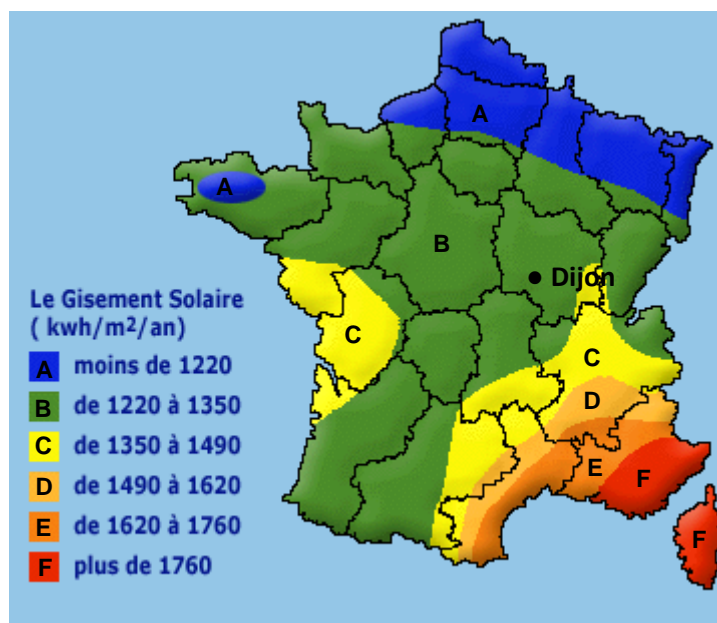 A
A
B
Dijon
Le Gisement Solaire
( kwh/m²/an)
C
C
A moins de 1220
B de 1220 à 1350
D
C de 1350 à 1490
E
F
D de 1490 à 1620
E de 1620 à 1760
F
F plus de 1760